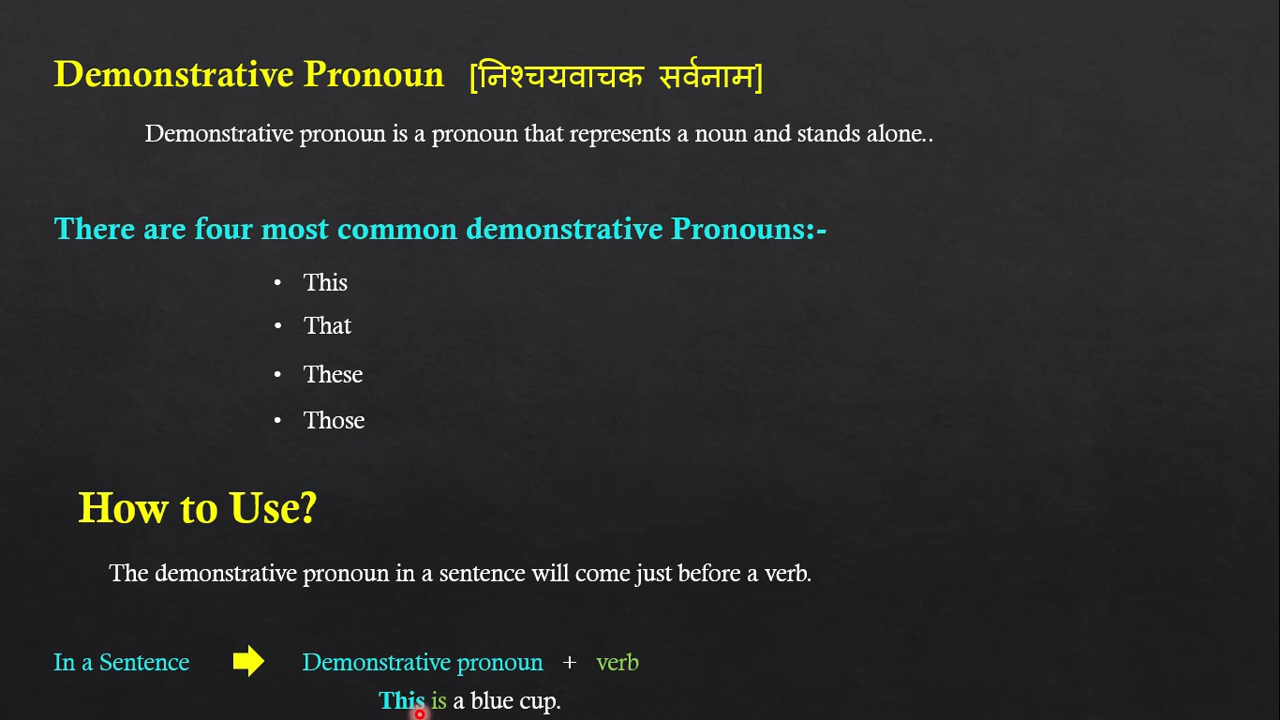 Demonstrative Pronoun [निश्चयवाचक सर्वनाम]
Demonstrative pronoun is a pronoun that represents a noun and stands alone..
There are four most common demonstrative Pronouns:-
• This
• That
• These
• Those
How to Use?
The demonstrative pronoun in a sentence will come just before a verb.
In a Sentence Demonstrative pronoun + verb
This is a blue cup.